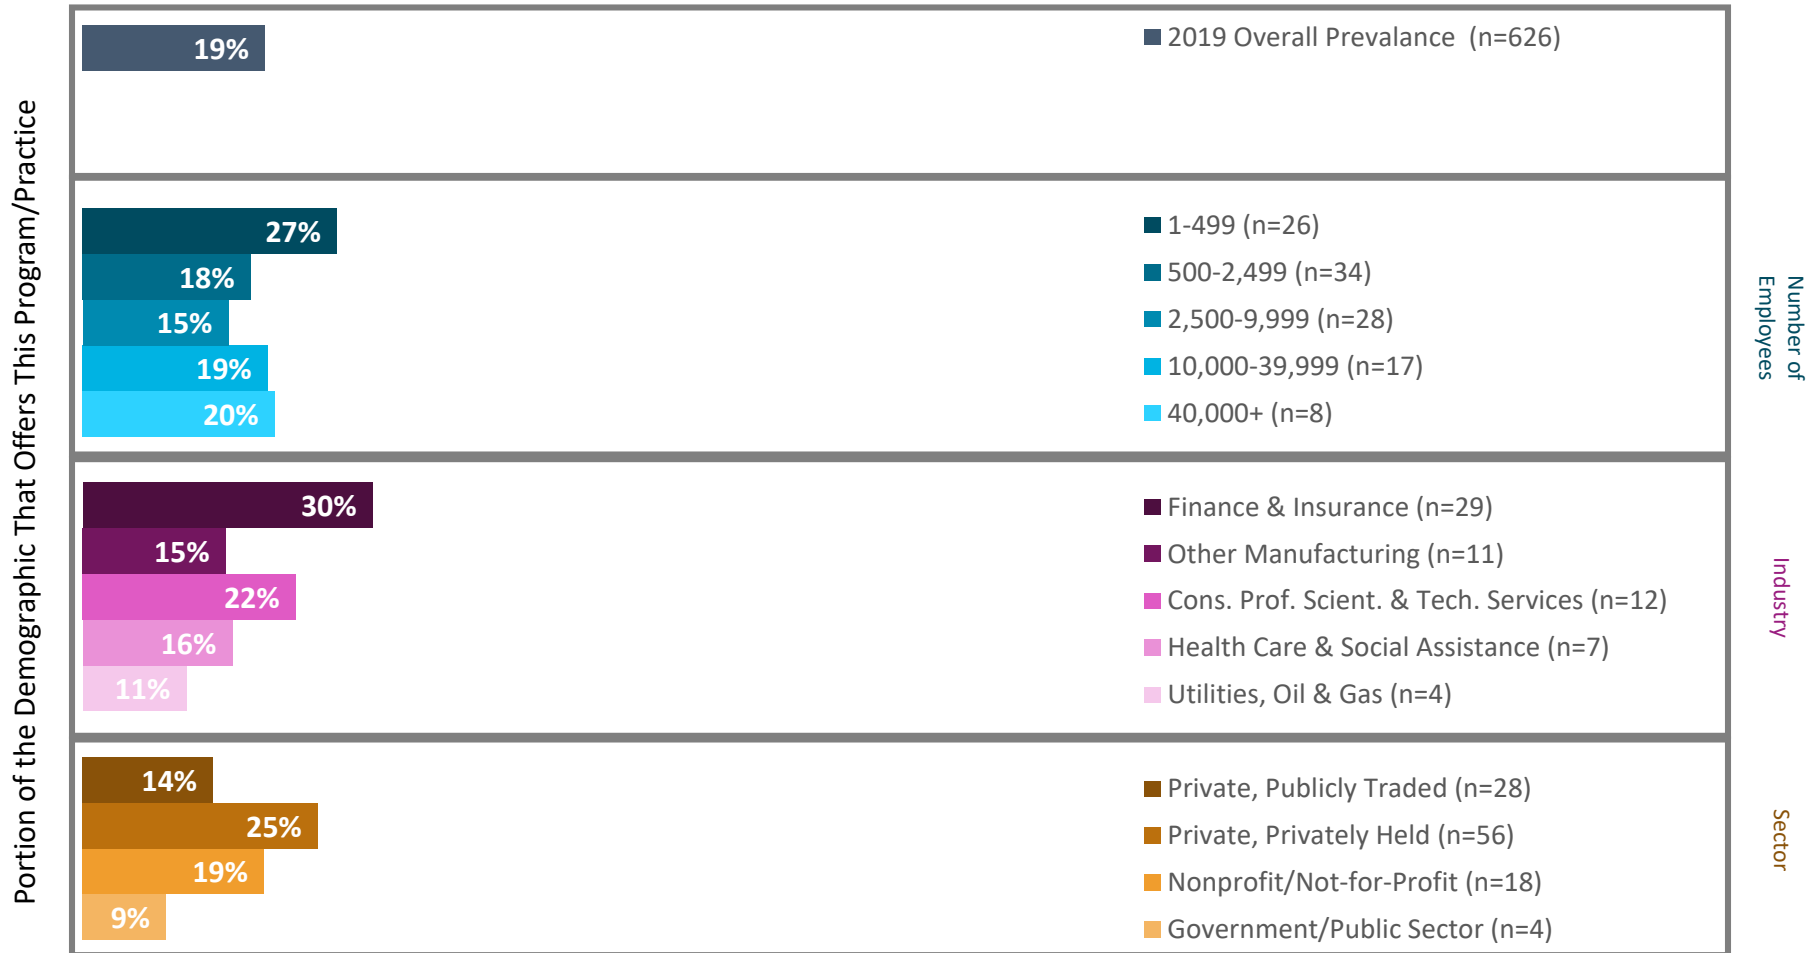 Portion of the Demographic That Offers This Program/Practice
19%
2019 Overall Prevalance (n=626)
27%
18%
15%
19%
20%
1-499 (n=26)
500-2,499 (n=34)
2,500-9,999 (n=28)
10,000-39,999 (n=17)
40,000+ (n=8)
Number of
Employees
30%
15%
22%
16%
11%
Finance & Insurance (n=29)
Other Manufacturing (n=11)
Cons. Prof. Scient. & Tech. Services (n=12)
Health Care & Social Assistance (n=7)
Utilities, Oil & Gas (n=4)
Industry
14%
25%
19%
9%
Private, Publicly Traded (n=28)
Private, Privately Held (n=56)
Nonprofit/Not-for-Profit (n=18)
Government/Public Sector (n=4)
Sector